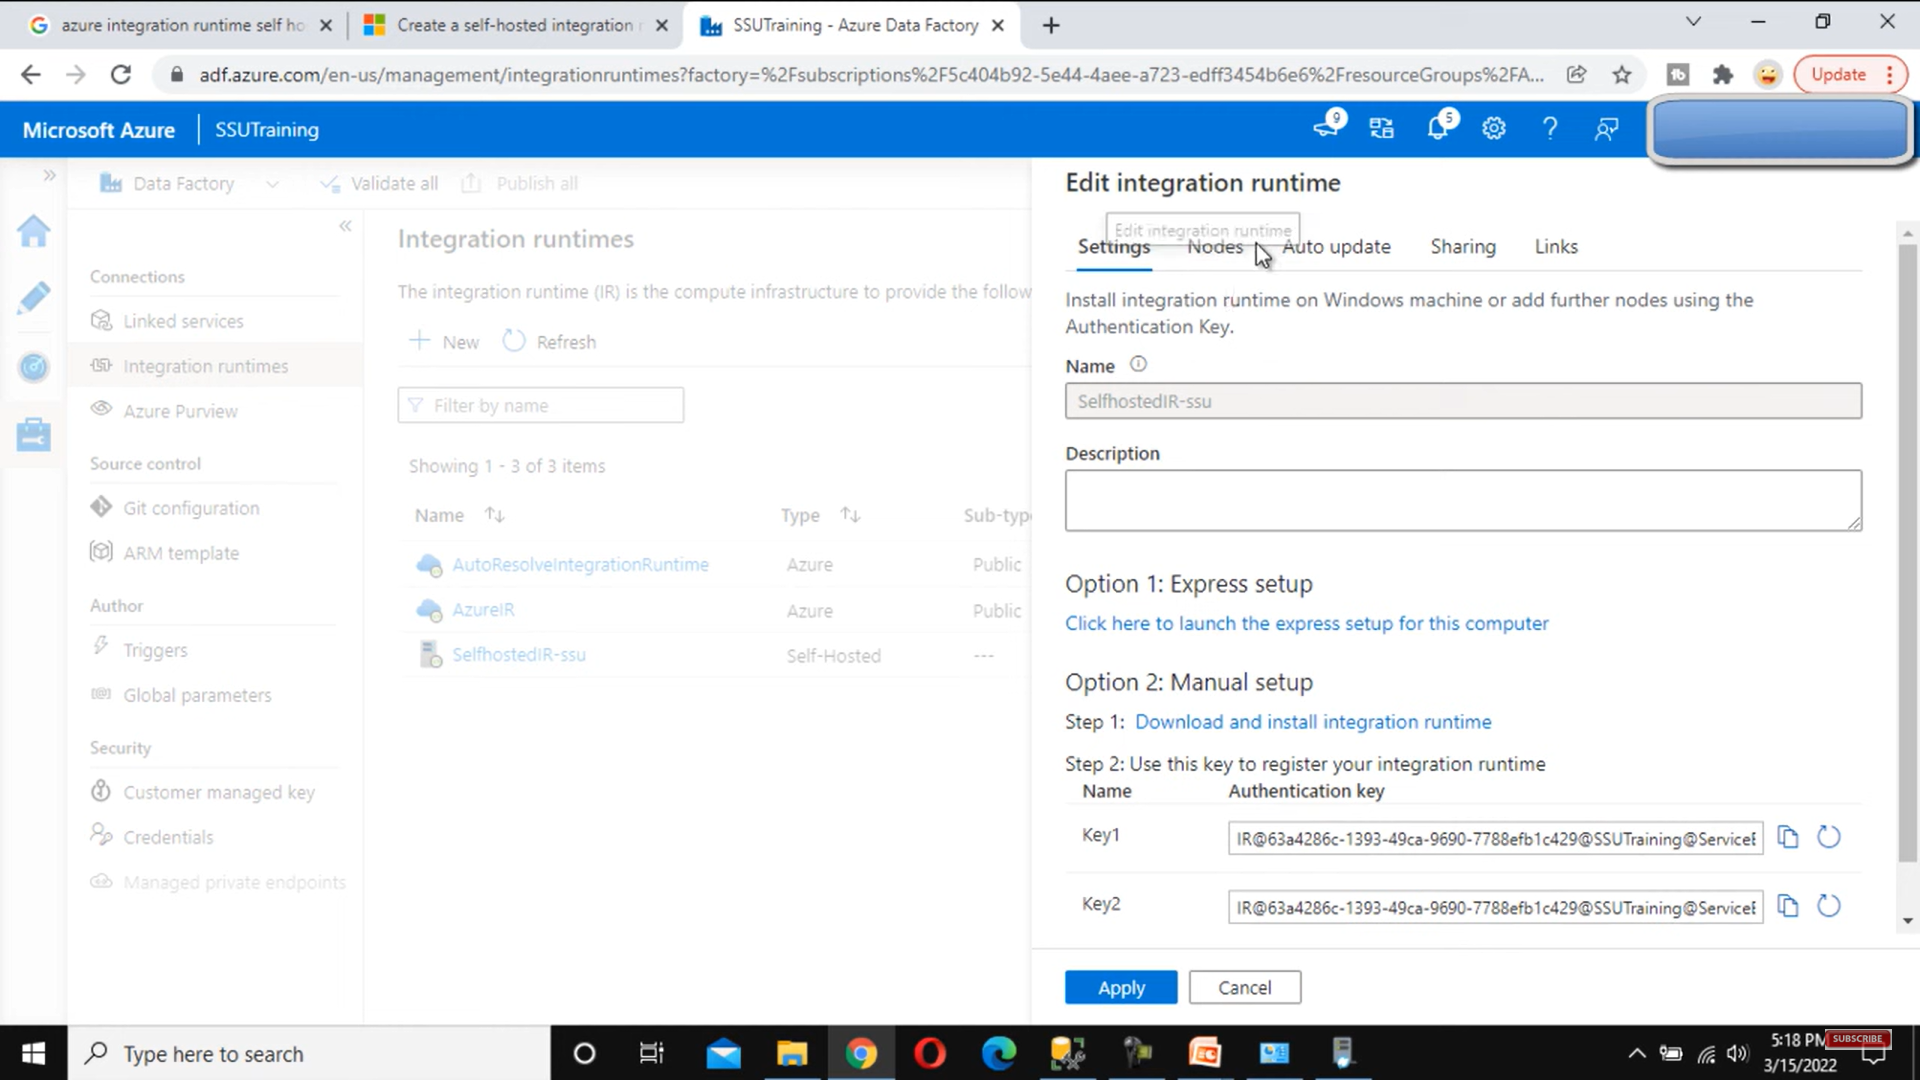 azure integration runtime self ho
Create a self-hosted integration r
SSUTraining - Azure Data Factory
adf.azure.com/en-us/management/integrationruntimes?factory=%2Fsubscriptions%2F5c404b92-5e44-4aee-a723-edff3454b6e6%2FresourceGroups%2FA...
Update
Microsoft Azure
SSUTraining
9
5
Data Factory
Validate all
Publish all
Connections
Linked services
Integration runtimes
Azure Purview
Source control
Git configuration
ARM template
Author
Triggers
Global parameters
Security
Customer managed key
Credentials
Managed private endpoints
Integration runtimes
The integration runtime (IR) is the compute infrastructure to provide the follow
New
Refresh
Filter by name
Showing 1 - 3 of 3 items
Name Type Sub-type
AutoResolveIntegrationRuntime Azure Public
AzureIR Azure Public
SelfhostedIR-ssu Self-Hosted ---
Edit integration runtime
Edit integration runtime
Settings Nodes Auto update Sharing Links
Install integration runtime on Windows machine or add further nodes using the
Authentication Key.
Name
SelfhostedIR-ssu
Description
Option 1: Express setup
Click here to launch the express setup for this computer
Option 2: Manual setup
Step 1: Download and install integration runtime
Step 2: Use this key to register your integration runtime
Name Authentication key
Key1 IR@63a4286c-1393-49ca-9690-7788efb1c429@SSUTraining@ServiceE
Key2 IR@63a4286c-1393-49ca-9690-7788efb1c429@SSUTraining@ServiceE
Apply
Cancel
Type here to search
5:18 PM
SUBSCRIBE
3/15/2022